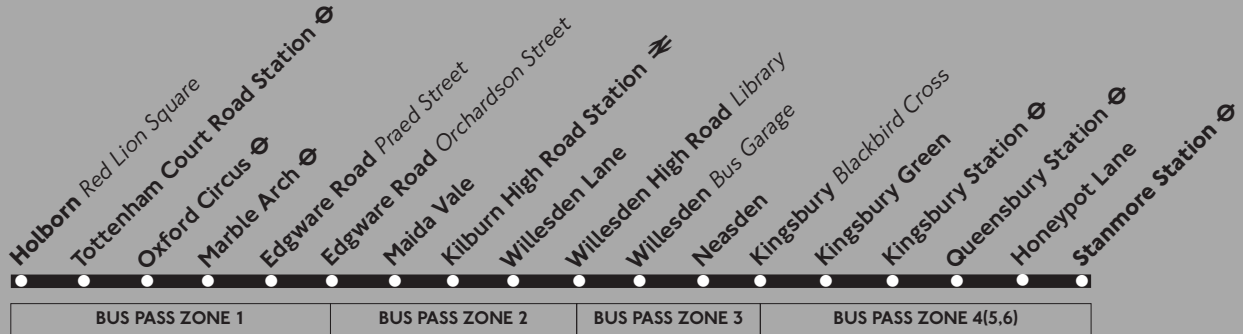 Holborn Red Lion Square
Tottenham Court Road Station
Oxford Circus
Marble Arch
Edgware Road Praed Street
Edgware Road Orchardson Street
Maida Vale
Kilburn High Road Station
Willesden Lane
Willesden High Road Library
Willesden Bus Garage
Neasden
Kingsbury Blackbird Cross
Kingsbury Green
Kingsbury Station
Queensbury Station
Honeypot Lane
Stanmore Station
BUS PASS ZONE 1
BUS PASS ZONE 2
BUS PASS ZONE 3
BUS PASS ZONE 4(5,6)